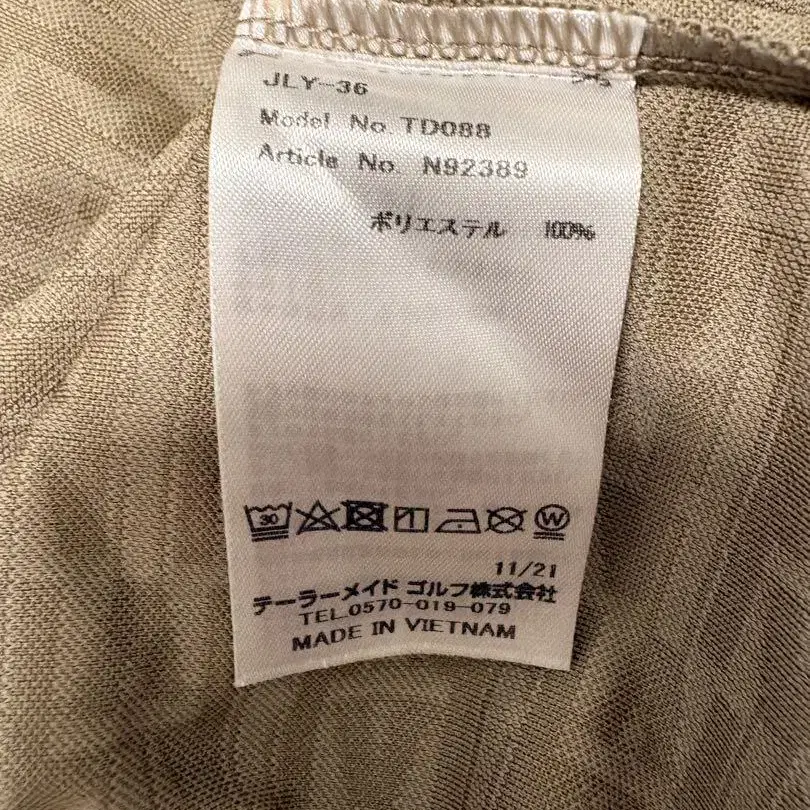 JLY-36
Model No. TD088
Article No. N92389
ポリエステル 100%
30
W
11/21
テーラーメイド ゴルフ株式会社
TEL.0570-019-079
MADE IN VIETNAM